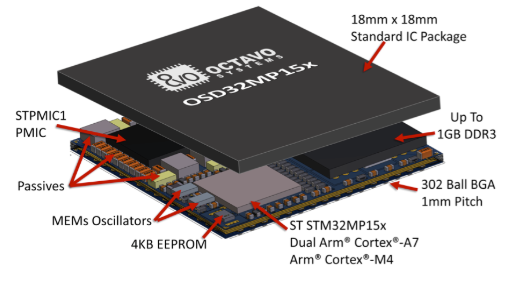 18mm x 18mm
Standard IC Package
OCTAVO
SYSTEMS
OSD32MP15x
STPMIC1
PMIC
Up To
1GB DDR3
Passives
302 Ball BGA
1mm Pitch
MEMs Oscillators
4KB EEPROM
ST STM32MP15x
Dual Arm® Cortex®-A7
Arm® Cortex®-M4